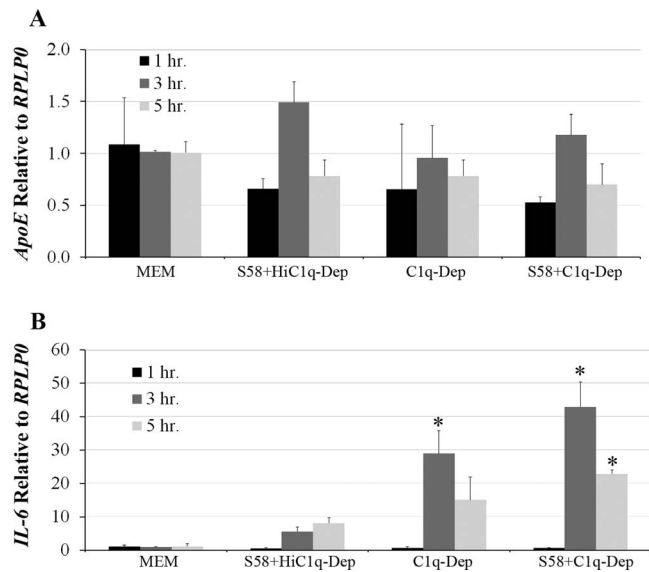 A
ApoE Relative to RPLP0
2.0
1.5
1.0
0.5
0.0
1 hr.
3 hr.
5 hr.
MEM
S58+HiC1q-Dep
C1q-Dep
S58+C1q-Dep
B
IL-6 Relative to RPLP0
60
50
40
30
20
10
0
1 hr.
3 hr.
5 hr.
*
*
*
MEM
S58+HiC1q-Dep
C1q-Dep
S58+C1q-Dep